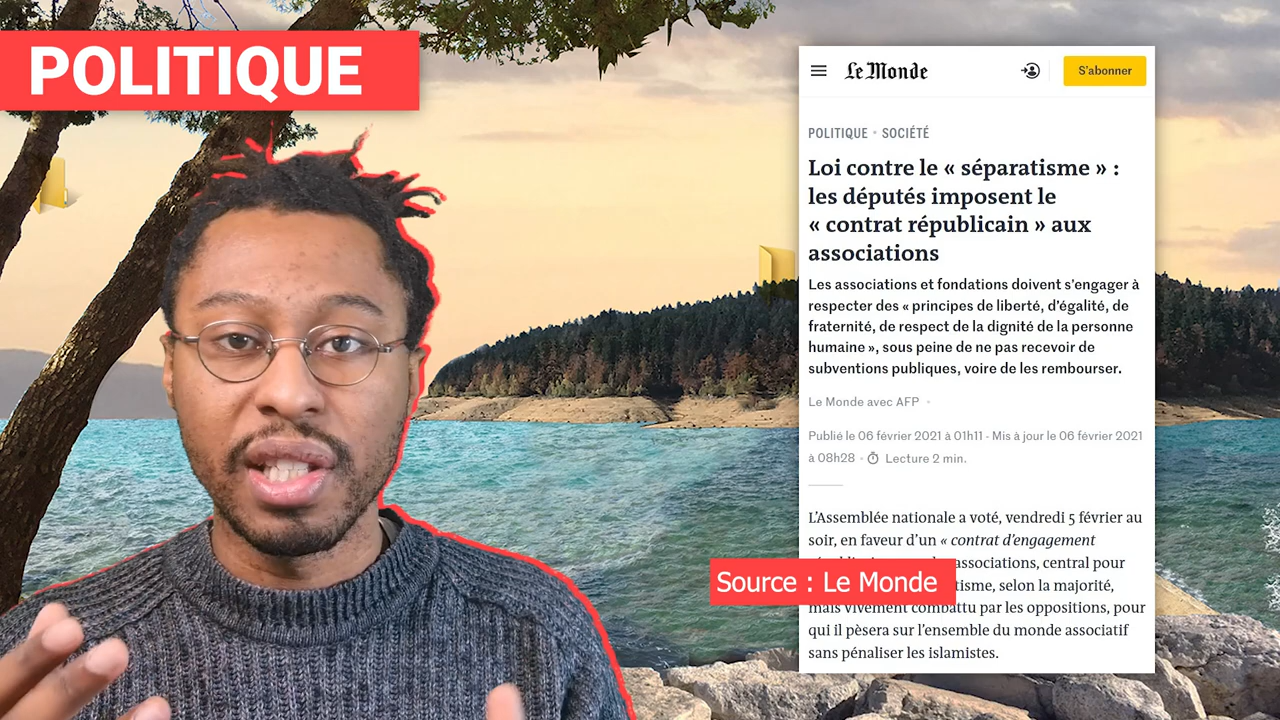 POLITIQUE
Le Monde
S'abonner
POLITIQUE • SOCIÉTÉ
Loi contre le « séparatisme » :
les députés imposent le
« contrat républicain » aux
associations
Les associations et fondations doivent s'engager à
respecter des « principes de liberté, d'égalité, de
fraternité, de respect de la dignité de la personne
humaine », sous peine de ne pas recevoir de
subventions publiques, voire de les rembourser.
Le Monde avec AFP •
Publié le 06 février 2021 à 01h11 - Mis à jour le 06 février 2021
à 08h28 • Lecture 2 min.
L'Assemblée nationale a voté, vendredi 5 février au
soir, en faveur d'un « contrat d'engagement
associations, central pour
Source : Le Monde
selon la majorité,
mais vivement combattu par les oppositions, pour
qui il pèsera sur l'ensemble du monde associatif
sans pénaliser les islamistes.